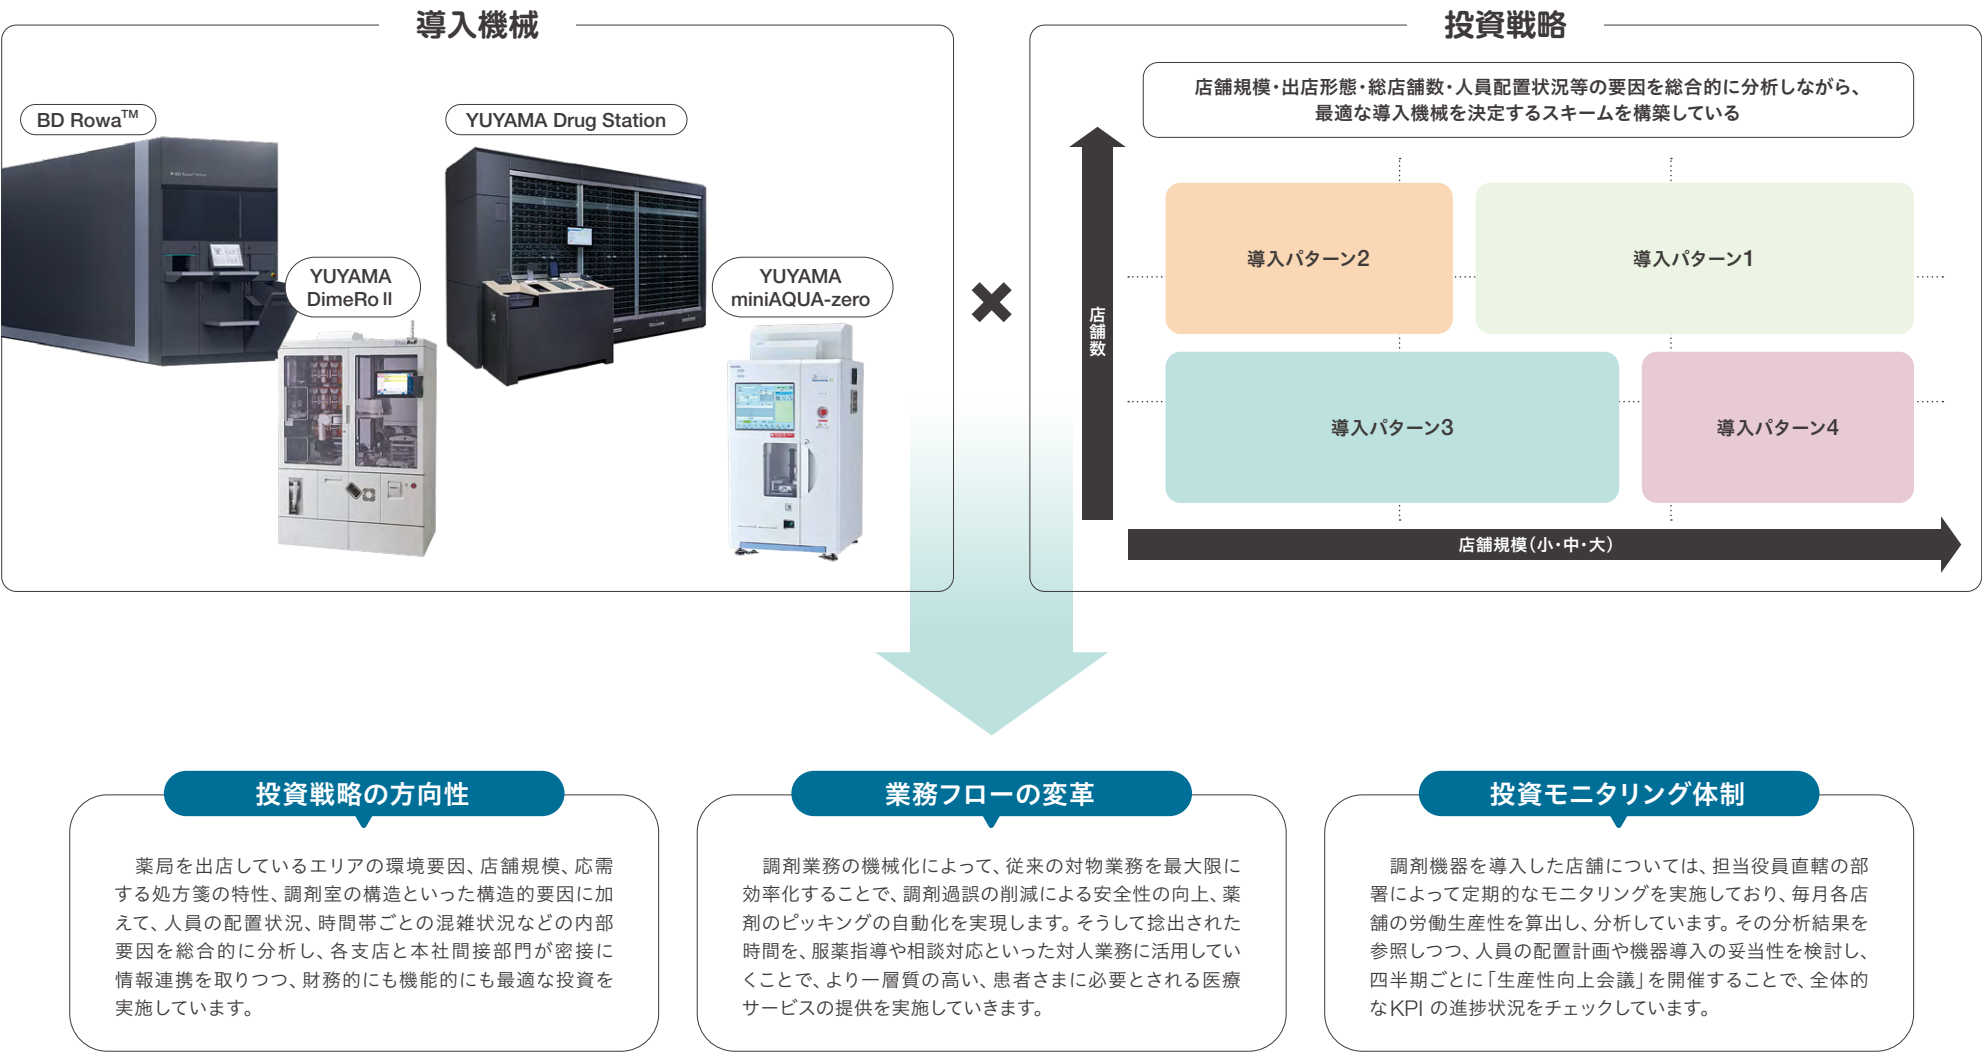 導入機械
BD Rowa™
YUYAMA Drug Station
YUYAMA
DimeRo II
YUYAMA
miniAQUA-zero
投資戦略
店舗規模・出店形態・総店舗数・人員配置状況等の要因を総合的に分析しながら、
最適な導入機械を決定するスキームを構築している
店舗数
導入パターン2
導入パターン1
導入パターン3
導入パターン4
店舗規模（小・中・大）
投資戦略の方向性
薬局を出店しているエリアの環境要因、店舗規模、応需
する処方箋の特性、調剤室の構造といった構造的要因に加
えて、人員の配置状況、時間帯ごとの混雑状況などの内部
要因を総合的に分析し、各支店と本社間接部門が密接に
情報連携を取りつつ、財務的にも機能的にも最適な投資を
実施しています。
業務フローの変革
調剤業務の機械化によって、従来の対物業務を最大限に
効率化することで、調剤過誤の削減による安全性の向上、薬
剤のピッキングの自動化を実現します。そうして捻出された
時間を、服薬指導や相談対応といった対人業務に活用してい
くことで、より一層質の高い、患者さまに必要とされる医療
サービスの提供を実施していきます。
投資モニタリング体制
調剤機器を導入した店舗については、担当役員直轄の部
署によって定期的なモニタリングを実施しており、毎月各店
舗の労働生産性を算出し、分析しています。その分析結果を
参照しつつ、人員の配置計画や機器導入の妥当性を検討し、
四半期ごとに「生産性向上会議」を開催することで、全体的
なKPI の進捗状況をチェックしています。